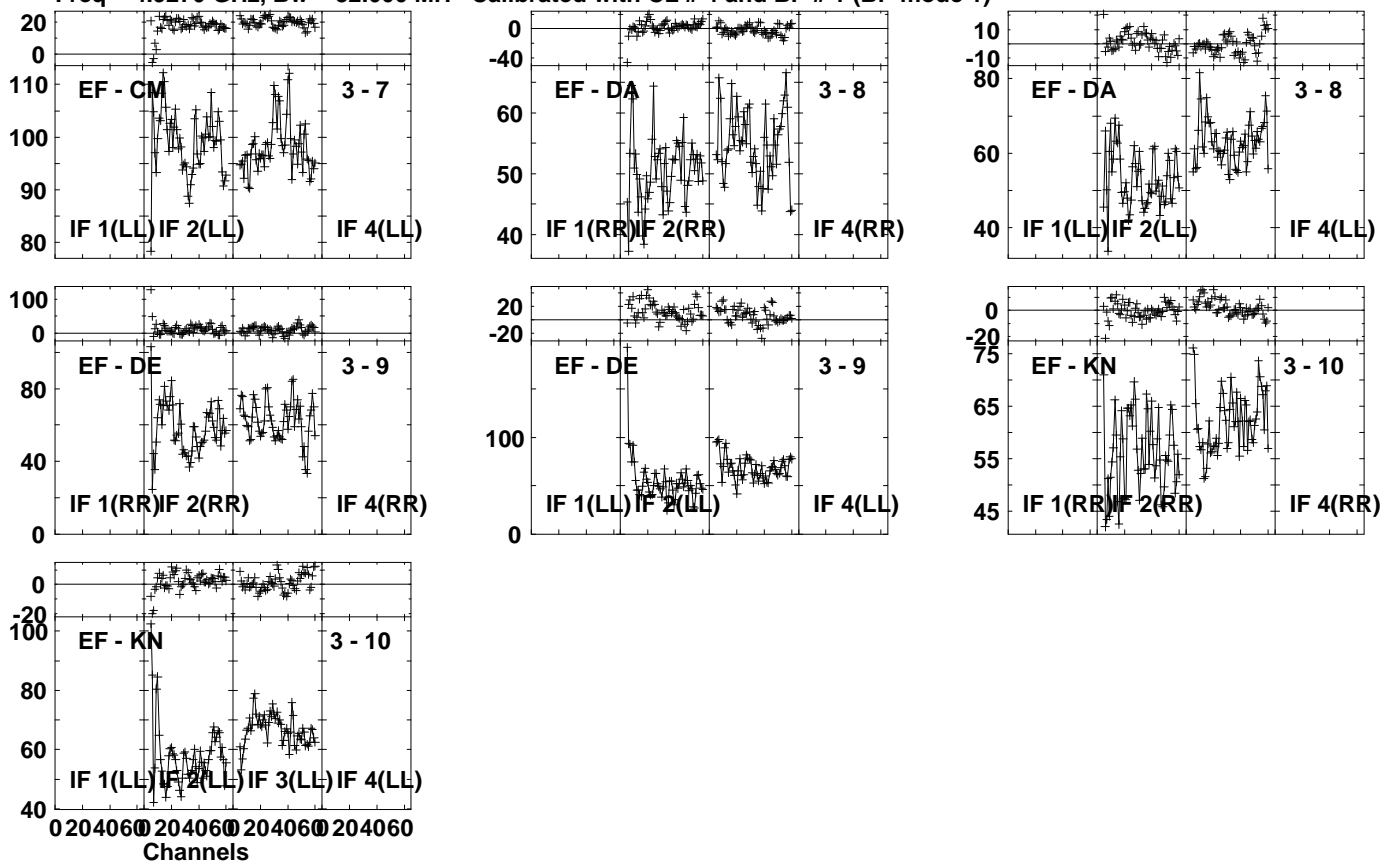 Freq GHz, Bw Calibrated with CL # and BP # (BP mode
20
0
110
100
90
80
EF - CM
3 - 7
IF 1(LL) IF 2(LL) IF 4(LL)
0
-40
60
50
40
EF - DA
3 - 8
IF 1(RR) IF 2(RR) IF 4(RR)
10
-10
80
60
40
EF - DA
3 - 8
IF 1(LL) IF 2(LL) IF 4(LL)
100
0
80
40
0
EF - DE
3 - 9
IF 1(RR) IF 2(RR) IF 4(RR)
20
-20
100
0
EF - DE
3 - 9
IF 1(LL) IF 2(LL) IF 4(LL)
0
-20
75
65
55
45
EF - KN
3 - 10
IF 1(RR) IF 2(RR) IF 4(RR)
0
-20
100
80
60
40
EF - KN
3 - 10
IF 1(LL) IF 2(LL) IF 3(LL) IF 4(LL)
0 20 40 60 0 20 40 60 0 20 40 60 0 20 40 60
Channels